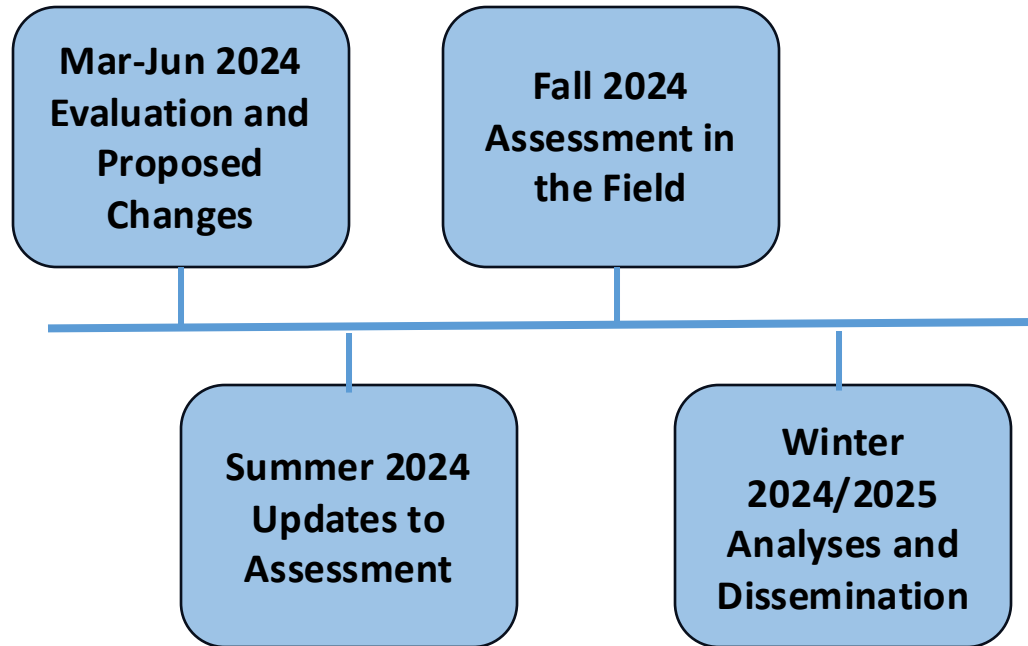 Mar-Jun 2024
Evaluation and
Proposed
Changes
Fall 2024
Assessment in
the Field
Summer 2024
Updates to
Assessment
Winter
2024/2025
Analyses and
Dissemination